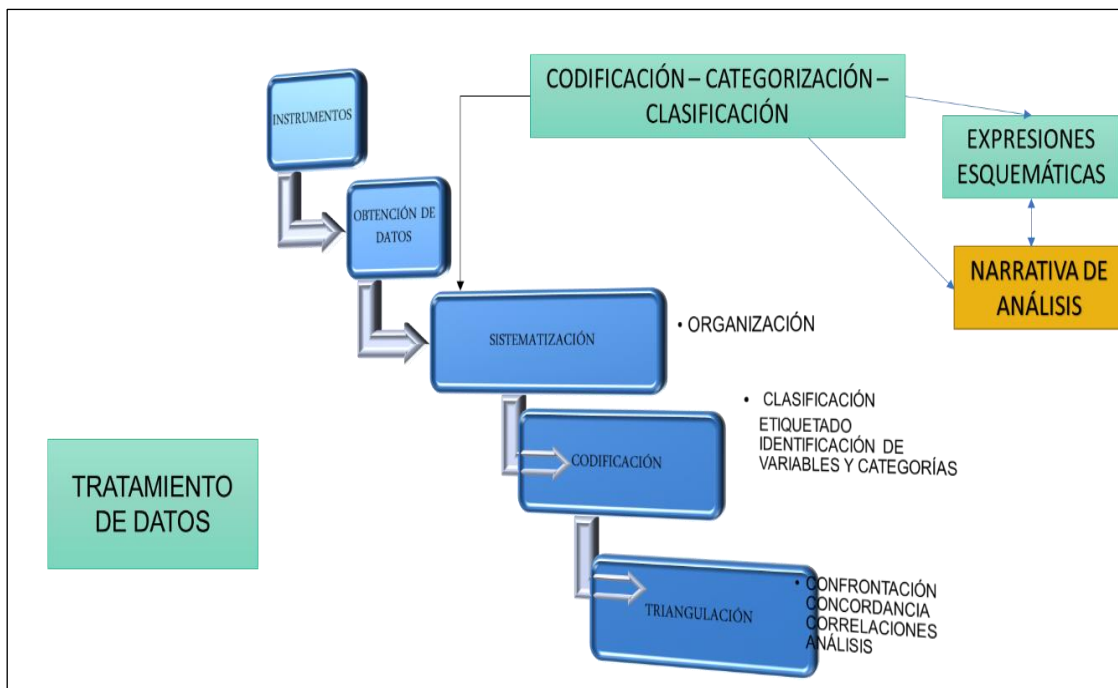 CODIFICACIÓN – CATEGORIZACIÓN –
CLASIFICACIÓN
INSTRUMENTOS
EXPRESIONES
ESQUEMÁTICAS
OBTENCIÓN DE
DATOS
NARRATIVA DE
ANÁLISIS
SISTEMATIZACIÓN
• ORGANIZACIÓN
• CLASIFICACIÓN
ETIQUETADO
IDENTIFICACIÓN DE
VARIABLES Y CATEGORÍAS
CODIFICACIÓN
TRATAMIENTO
DE DATOS
TRIANGULACIÓN
• CONFRONTACIÓN
CONCORDANCIA
CORRELACIONES
ANÁLISIS